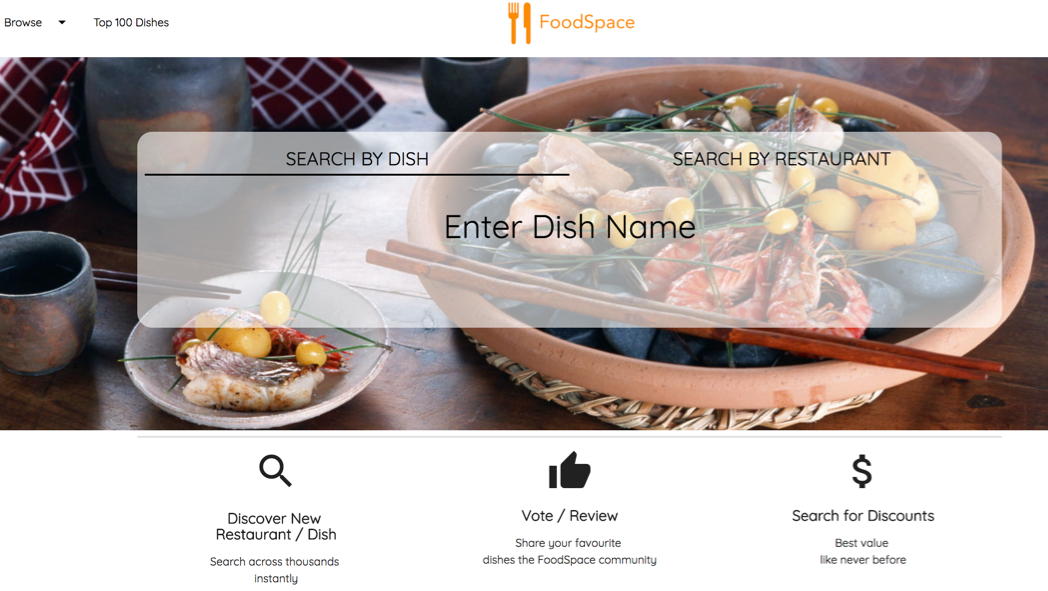 Browse
Top 100 Dishes
FoodSpace
SEARCH BY DISH
SEARCH BY RESTAURANT
Enter Dish Name
Discover New
Restaurant / Dish
Search across thousands
instantly
Vote / Review
Share your favourite
dishes the FoodSpace community
Search for Discounts
Best value
like never before